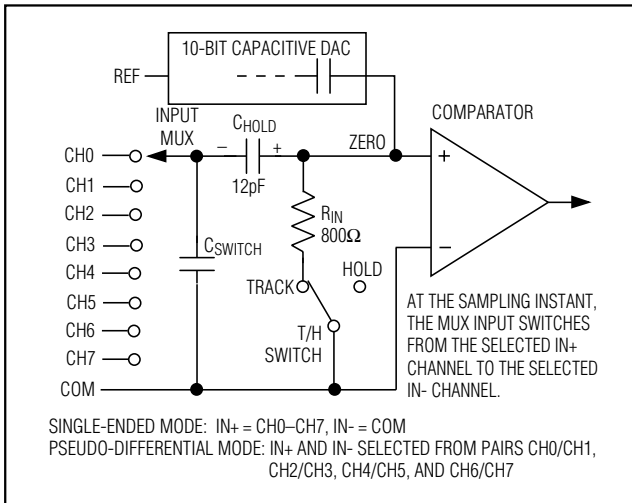 10-BIT CAPACITIVE DAC
REF
INPUT
MUX
CHOLD
– +
12pF
ZERO
COMPARATOR
+
–
CH0
CH1
CH2
CH3
CH4
CH5
CH6
CH7
COM
CSWITCH
RIN
800Ω
TRACK
HOLD
T/H
SWITCH
AT THE SAMPLING INSTANT,
THE MUX INPUT SWITCHES
FROM THE SELECTED IN+
CHANNEL TO THE SELECTED
IN- CHANNEL.
SINGLE-ENDED MODE: IN+ = CH0–CH7, IN- = COM
PSEUDO-DIFFERENTIAL MODE: IN+ AND IN- SELECTED FROM PAIRS CH0/CH1,
CH2/CH3, CH4/CH5, AND CH6/CH7